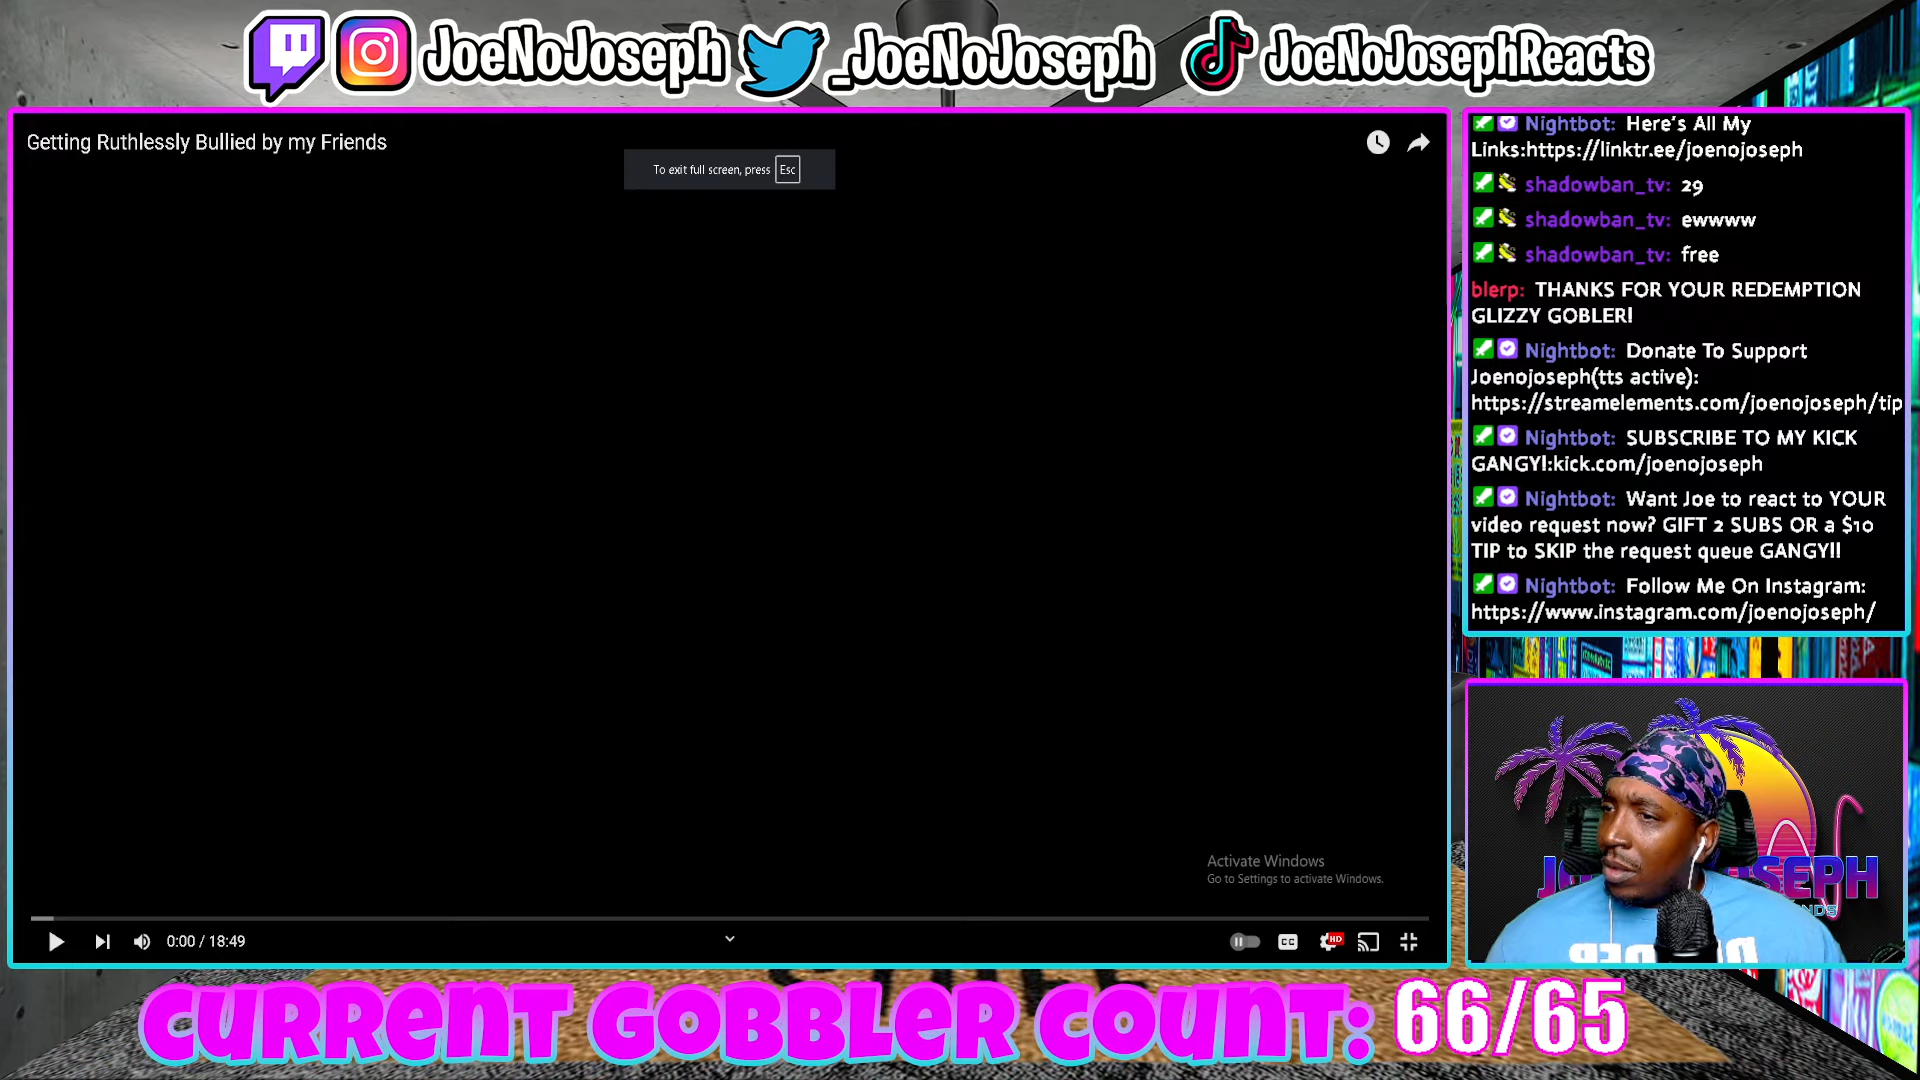 JoeNoJoseph _JoeNoJoseph JoeNoJosephReacts
Getting Ruthlessly Bullied by my Friends
To exit full screen, press Esc
Activate Windows
Go to Settings to activate Windows.
0:00 / 18:49
CC
HD
Nightbot: Here's All My
Links:https://linktr.ee/joenojoseph
shadowban_tv: 29
shadowban_tv: ewwww
shadowban_tv: free
blerp: THANKS FOR YOUR REDEMPTION
GLIZZY GOBLER!
Nightbot: Donate To Support
Joenojoseph(tts active):
https://streamelements.com/joenojoseph/tip
Nightbot: SUBSCRIBE TO MY KICK
GANGY!:kick.com/joenojoseph
Nightbot: Want Joe to react to YOUR
video request now? GIFT 2 SUBS OR a $10
TIP to SKIP the request queue GANGY!!
Nightbot: Follow Me On Instagram:
https://www.instagram.com/joenojoseph/
CURRENT GOBBLER COUNT: 66/65